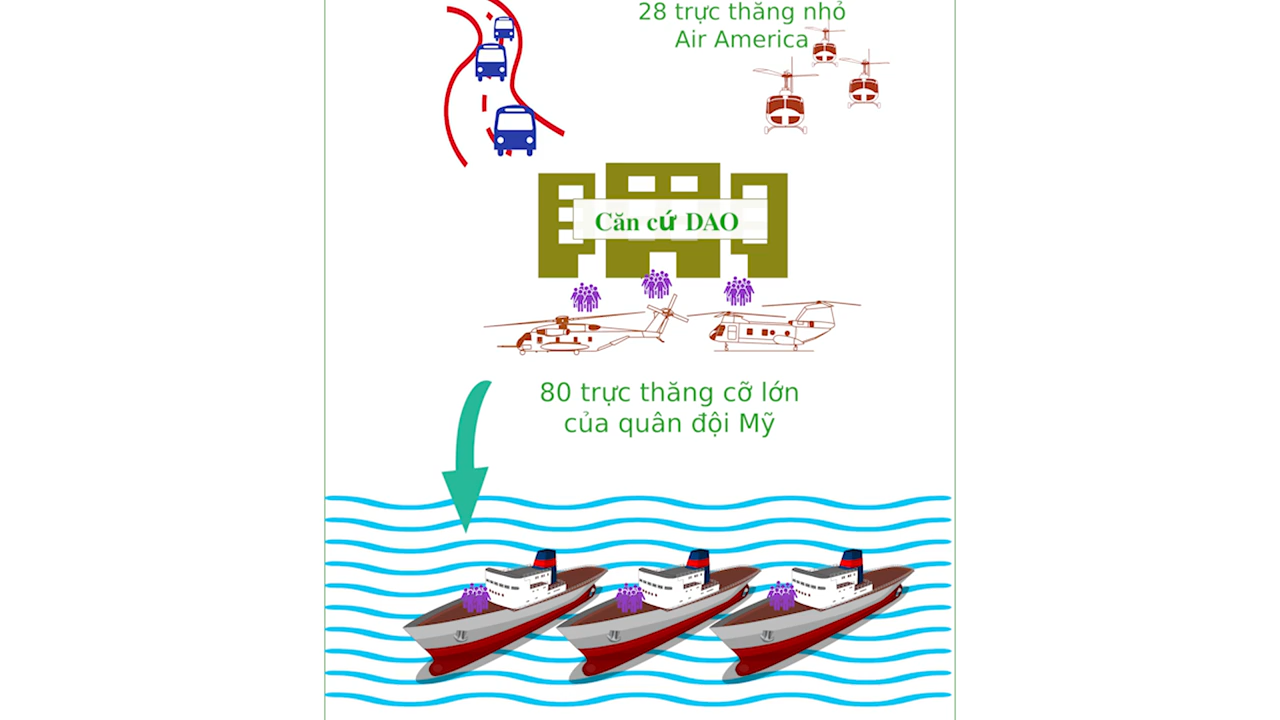 28 trực thăng nhỏ
Air America
Căn cứ DAO
80 trực thăng cỡ lớn
của quân đội Mỹ